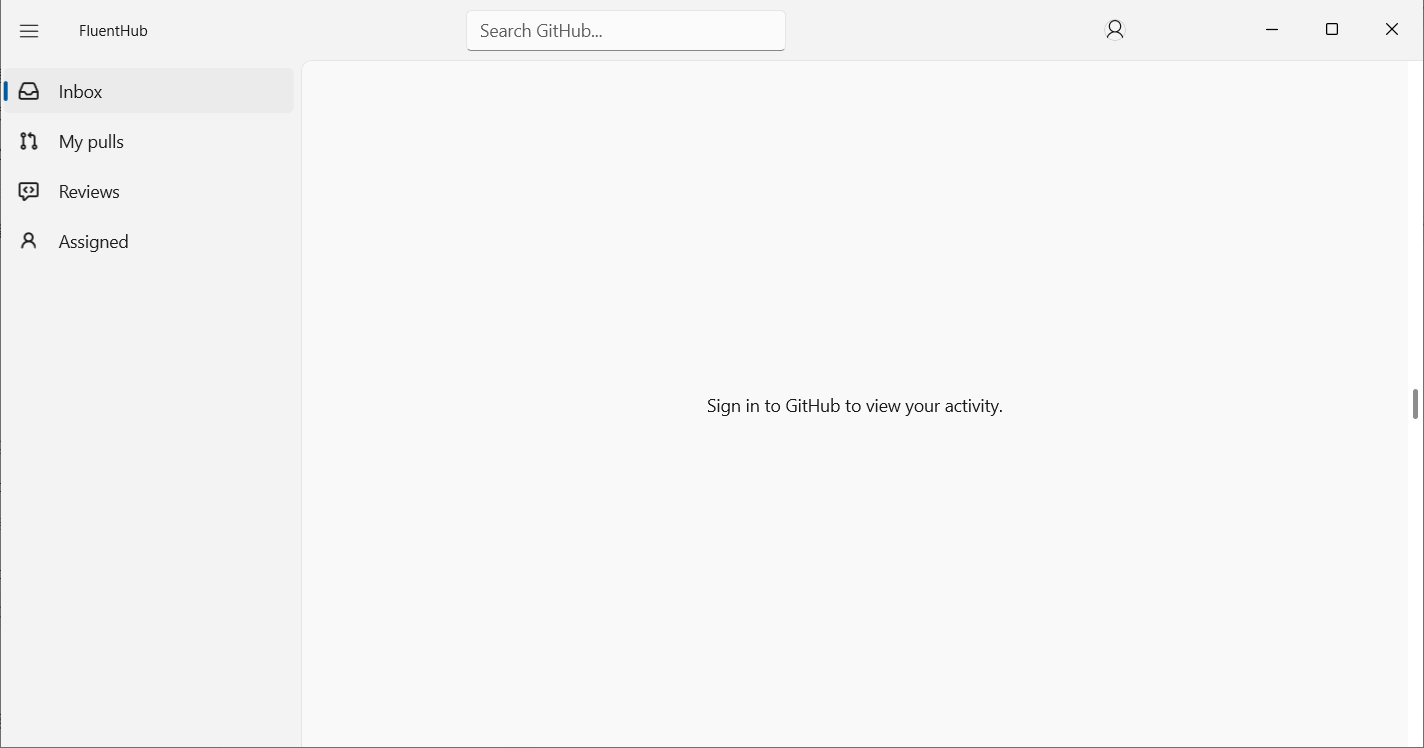 FluentHub
Search GitHub...
Inbox
My pulls
Reviews
Assigned
Sign in to GitHub to view your activity.